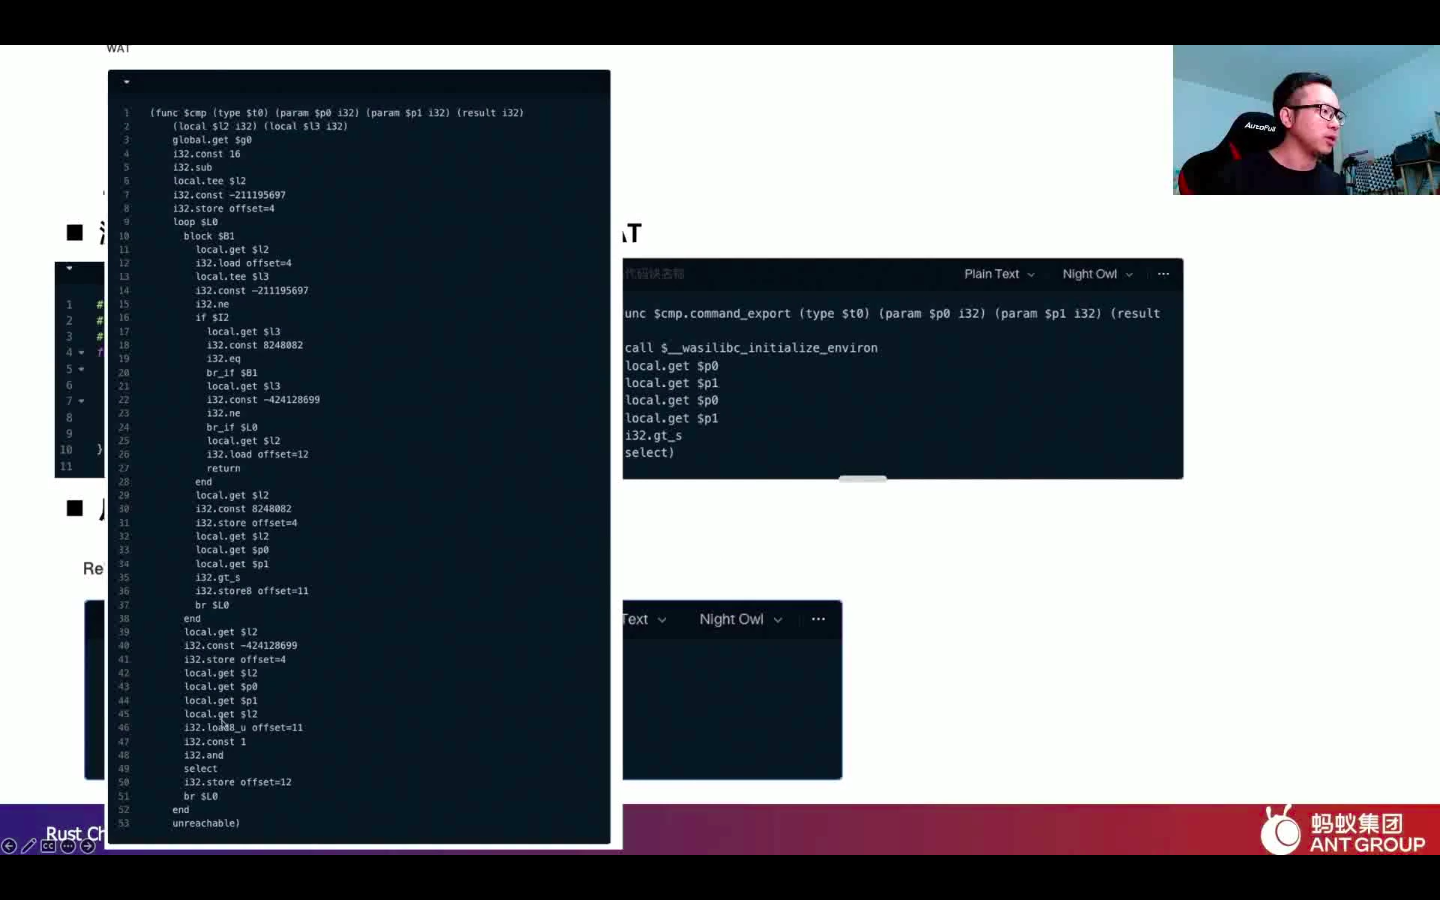 WAT
1 (func $cmp (type $t0) (param $p0 i32) (param $p1 i32) (result i32)
2 (local $l2 i32) (local $l3 i32)
3 global.get $g0
4 i32.const 16
5 i32.sub
6 local.tee $l2
7 i32.const -211195697
8 i32.store offset=4
9 loop $L0
10 block $B1
11 local.get $l2
12 i32.load offset=4
13 local.tee $l3
14 i32.const -211195697
15 i32.ne
16 if $I2
17 local.get $l3
18 i32.const 8248082
19 i32.eq
20 br_if $B1
21 local.get $l3
22 i32.const -424128699
23 i32.ne
24 br_if $L0
25 local.get $l2
26 i32.load offset=12
27 return
28 end
29 local.get $l2
30 i32.const 8248082
31 i32.store offset=4
32 local.get $l2
33 local.get $p0
34 local.get $p1
35 i32.gt_s
36 i32.store8 offset=11
37 br $L0
38 end
39 local.get $l2
40 i32.const -424128699
41 i32.store offset=4
42 local.get $l2
43 local.get $p0
44 local.get $p1
45 local.get $l2
46 i32.load8_u offset=11
47 i32.const 1
48 i32.and
49 select
50 i32.store offset=12
51 br $L0
52 end
53 unreachable)
AutoFull
AT
1 #
2 #
3 #
4 f
5
6
7
8
9
10 }
11
代码块名称 Plain Text Night Owl ···
unc $cmp.command_export (type $t0) (param $p0 i32) (param $p1 i32) (result
call $__wasilibc_initialize_environ
local.get $p0
local.get $p1
local.get $p0
local.get $p1
i32.gt_s
select)
Re
Text Night Owl ···
Rust Ch
蚂蚁集团
ANT GROUP